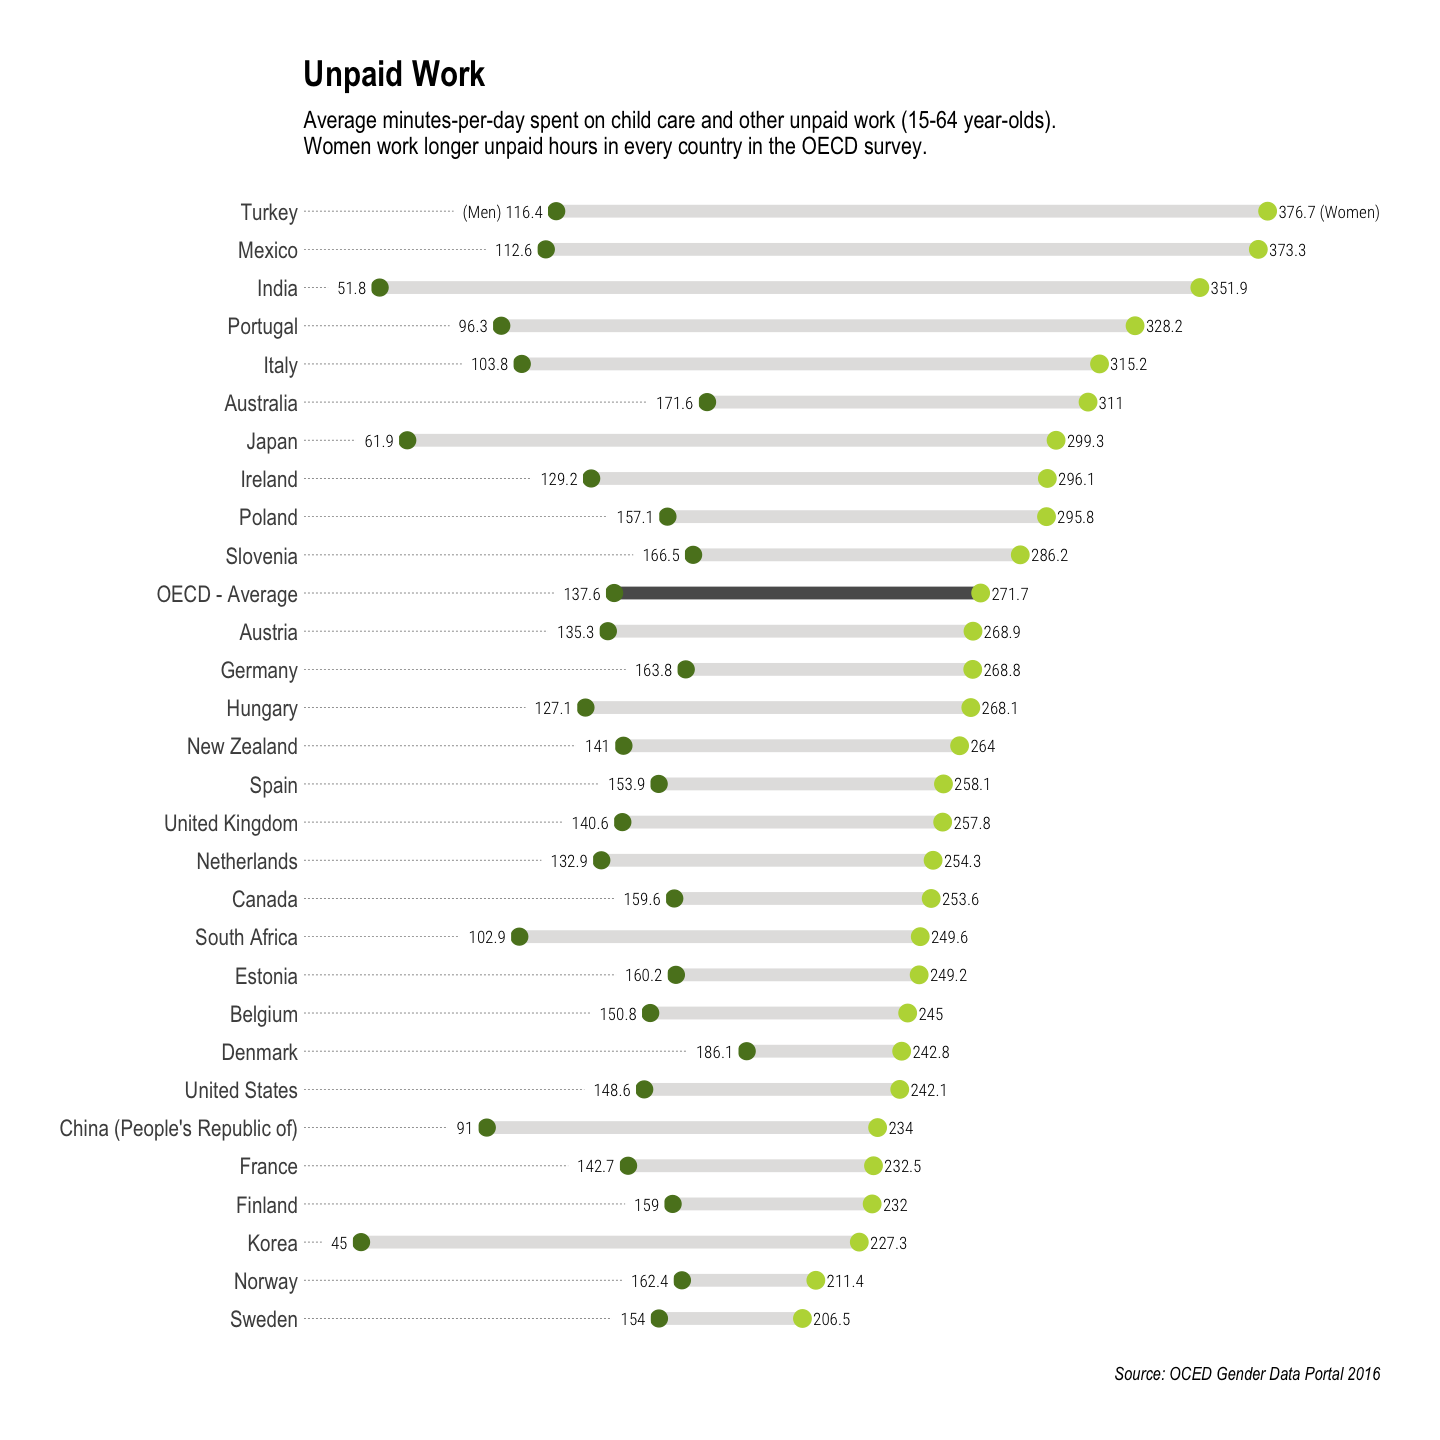 Unpaid Work
Average minutes-per-day spent on child care and other unpaid work (15-64 year-olds).
Women work longer unpaid hours in every country in the OECD survey.
Turkey (Men) 116.4 376.7 (Women)
Mexico 112.6 373.3
India 51.8 351.9
Portugal 96.3 328.2
Italy 103.8 315.2
Australia 171.6 311
Japan 61.9 299.3
Ireland 129.2 296.1
Poland 157.1 295.8
Slovenia 166.5 286.2
OECD - Average 137.6 271.7
Austria 135.3 268.9
Germany 163.8 268.8
Hungary 127.1 268.1
New Zealand 141 264
Spain 153.9 258.1
United Kingdom 140.6 257.8
Netherlands 132.9 254.3
Canada 159.6 253.6
South Africa 102.9 249.6
Estonia 160.2 249.2
Belgium 150.8 245
Denmark 186.1 242.8
United States 148.6 242.1
China (People's Republic of) 91 234
France 142.7 232.5
Finland 159 232
Korea 45 227.3
Norway 162.4 211.4
Sweden 154 206.5
Source: OCED Gender Data Portal 2016